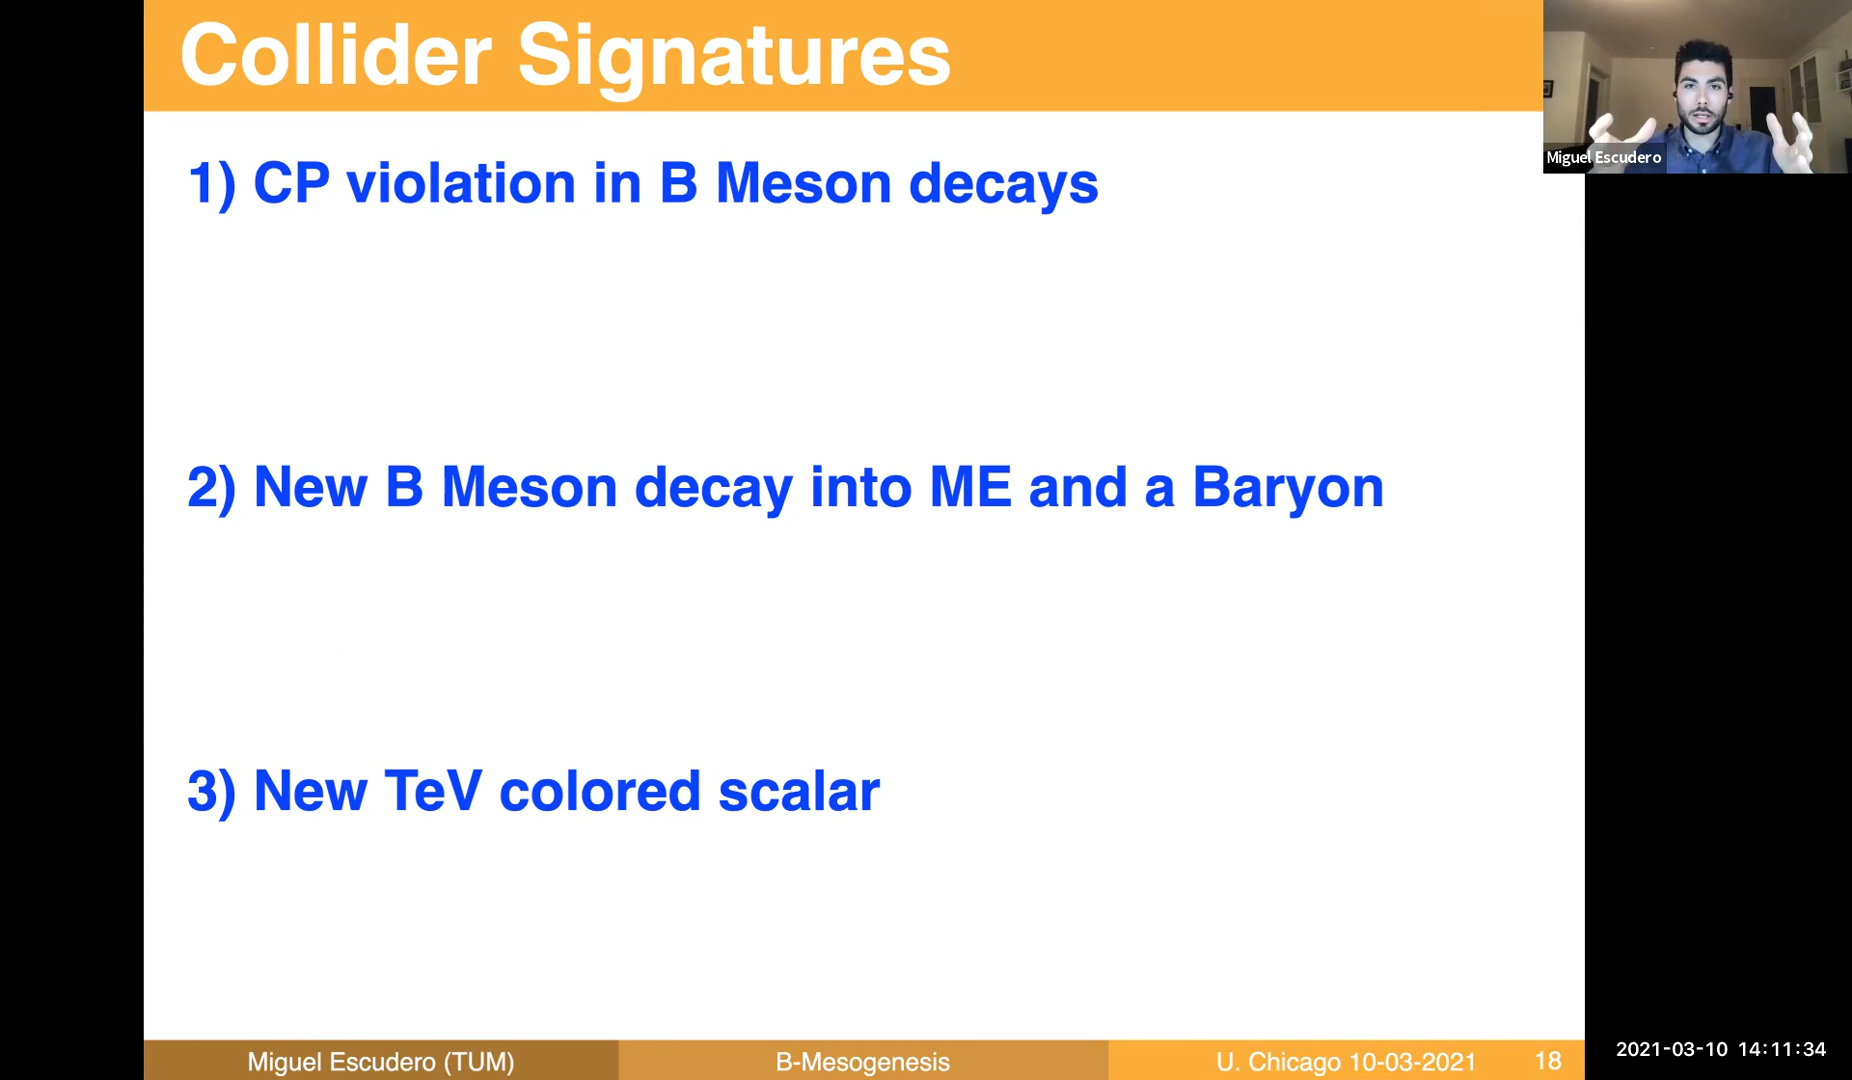 Collider Signatures
Miguel Escudero
1) CP violation in B Meson decays
2) New B Meson decay into ME and a Baryon
3) New TeV colored scalar
Miguel Escudero (TUM)
B-Mesogenesis
U. Chicago 10-03-2021
18
2021-03-10 14:11:34